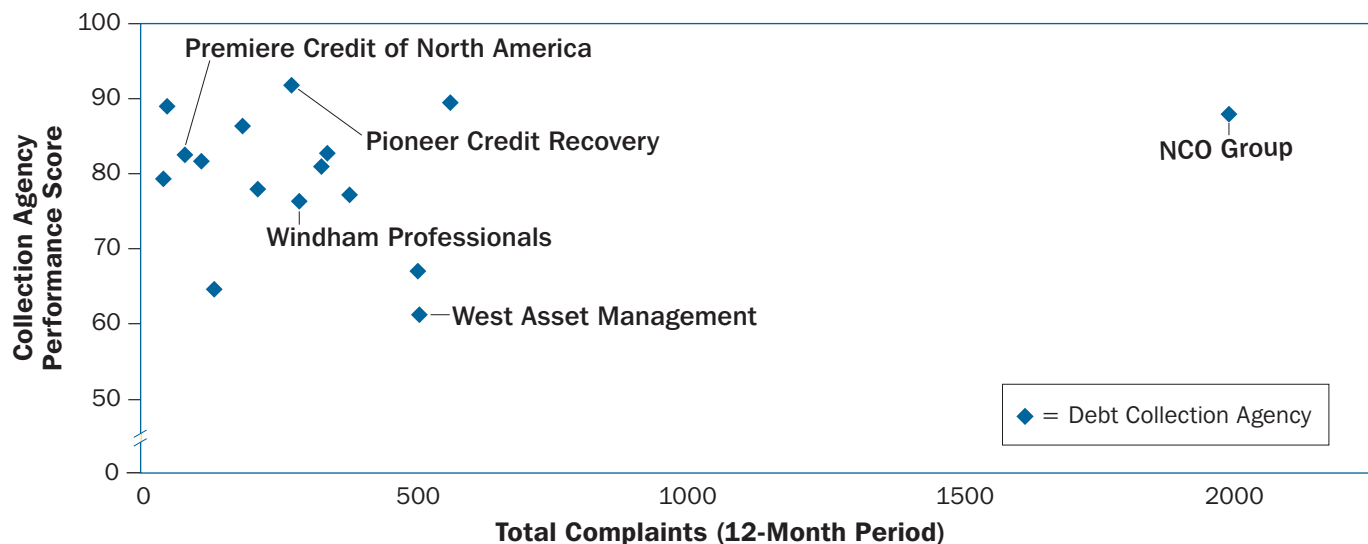 100
Premiere Credit of North America
90
Pioneer Credit Recovery
NCO Group
80
Windham Professionals
70
West Asset Management
60
50
0
Collection Agency
Performance Score
= Debt Collection Agency
0 500 1000 1500 2000
Total Complaints (12-Month Period)